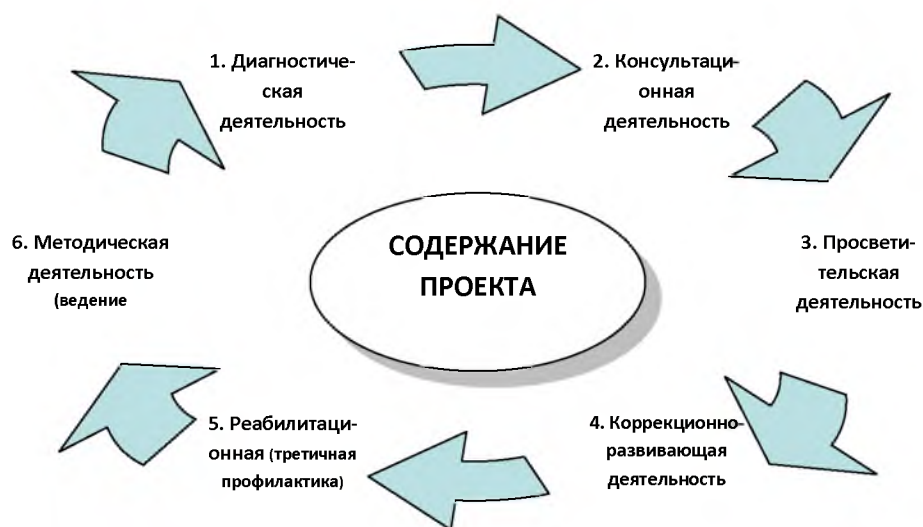 1. Диагностиче-
ская
деятельность
2. Консультаци-
онная
деятельность
3. Просвети-
тельская
деятельность
4. Коррекционно-
развивающая
деятельность
5. Реабилитаци-
онная (третичная
профилактика)
6. Методическая
деятельность
(ведение
СОДЕРЖАНИЕ
ПРОЕКТА